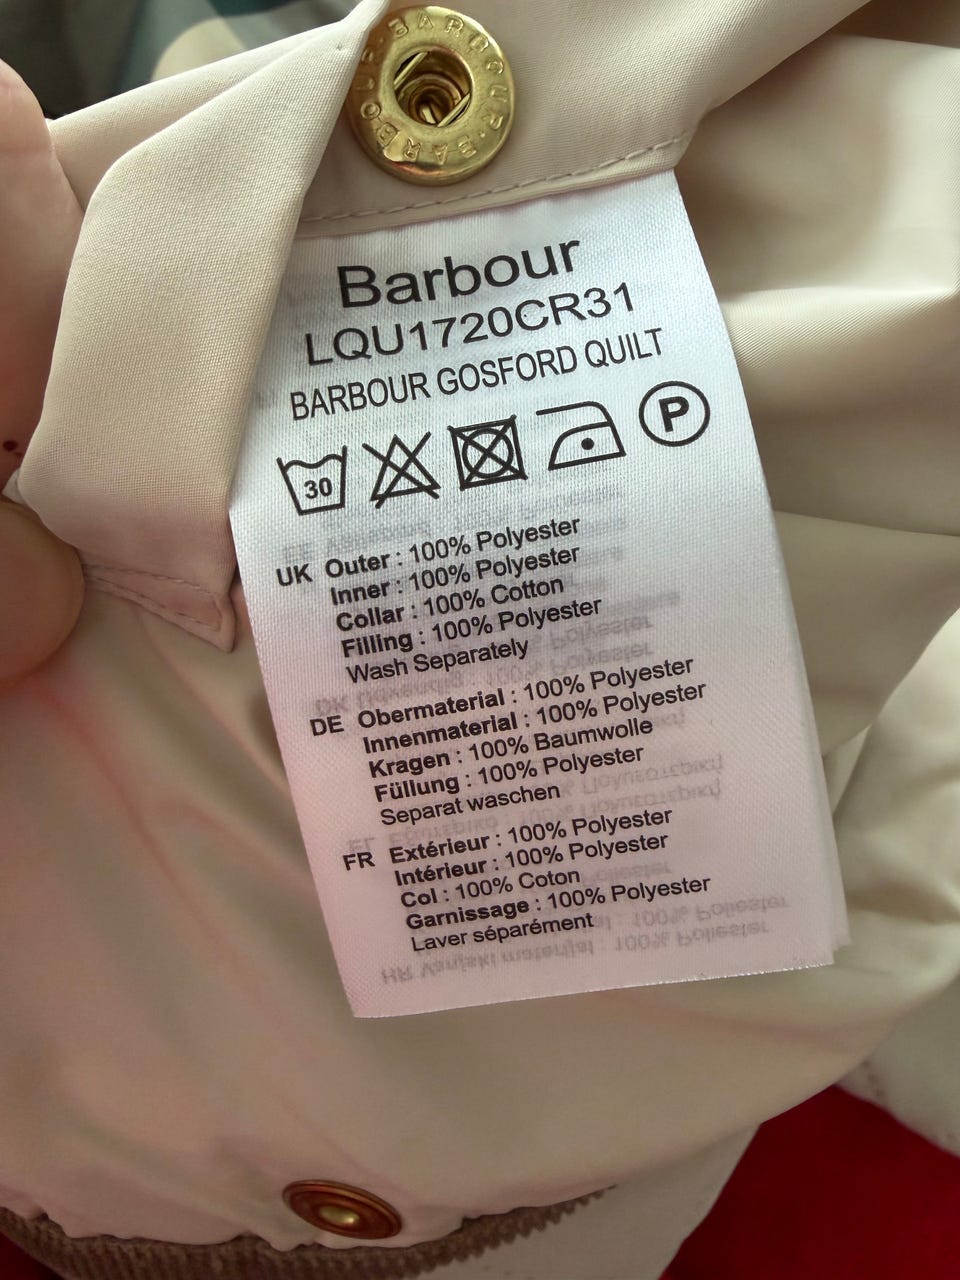 BARBOUR · BARBOUR ·
Barbour
LQU1720CR31
BARBOUR GOSFORD QUILT
30 P
UK Outer : 100% Polyester
Inner : 100% Polyester
Collar : 100% Cotton
Filling : 100% Polyester
Wash Separately
DE Obermaterial : 100% Polyester
Innenmaterial : 100% Polyester
Kragen : 100% Baumwolle
Füllung : 100% Polyester
Separat waschen
FR Extérieur : 100% Polyester
Intérieur : 100% Polyester
Col : 100% Coton
Garnissage : 100% Polyester
Laver séparément